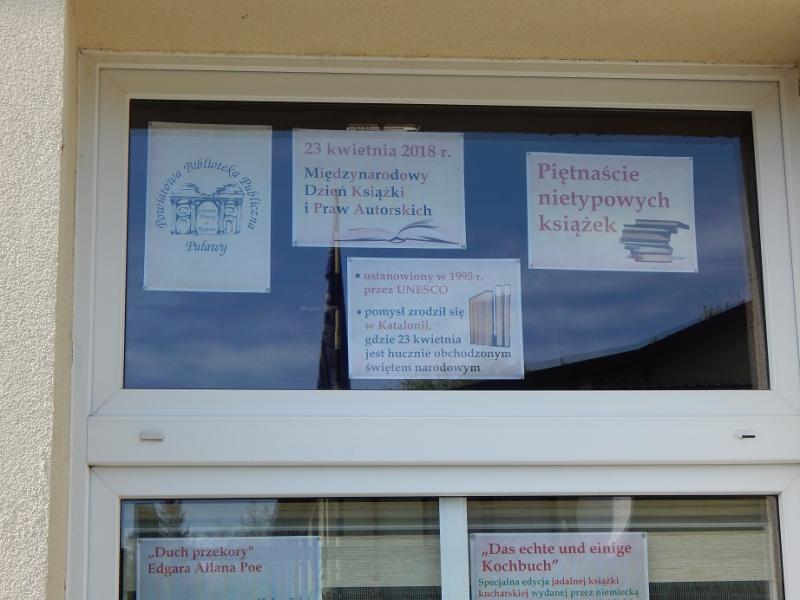 Powiatowa Biblioteka Publiczna
Puławy
23 kwietnia 2018 r.
Międzynarodowy
Dzień Książki
i Praw Autorskich
Piętnaście
nietypowych
książek
• ustanowiony w 1995 r.
przez UNESCO
• pomysł zrodził się
w Katalonii,
gdzie 23 kwietnia
jest hucznie obchodzonym
świętem narodowym
„Duch przekory"
Edgara Allana Poe
„Das echte und einige
Kochbuch”
Specjalna edycja jadalnej książki
kucharskiej wydanej przez niemiecką